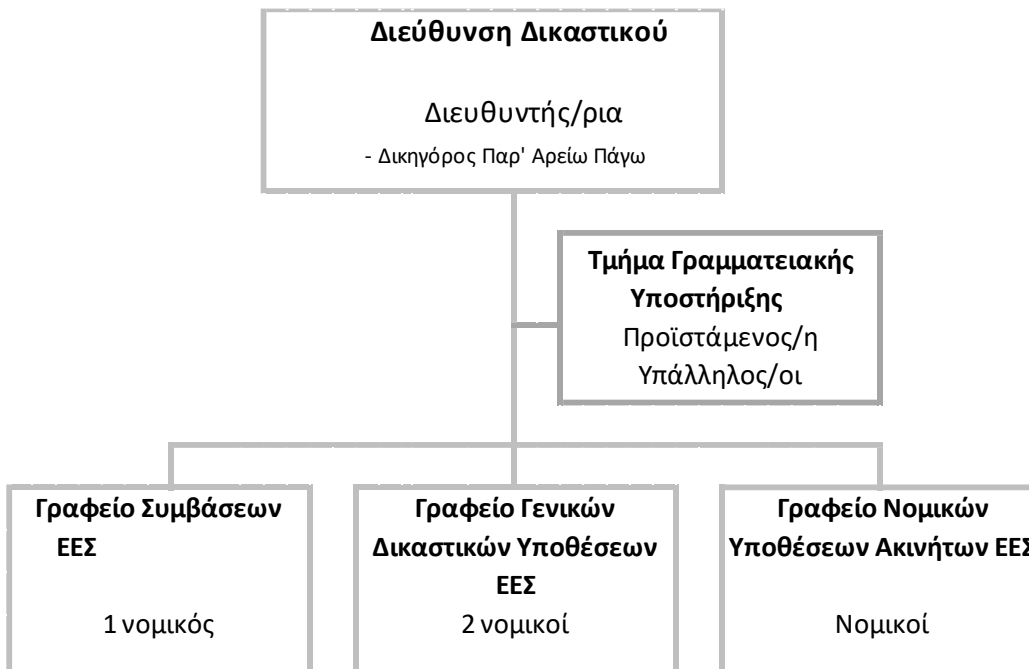 Διεύθυνση Δικαστικού
Διευθυντής/ρια
- Δικηγόρος Παρ' Αρείω Πάγω
Τμήμα Γραμματειακής
Υποστήριξης
Προϊστάμενος/η
Υπάλληλος/οι
Γραφείο Συμβάσεων
ΕΕΣ
1 νομικός
Γραφείο Γενικών
Δικαστικών Υποθέσεων
ΕΕΣ
2 νομικοί
Γραφείο Νομικών
Υποθέσεων Ακινήτων ΕΕΣ
Νομικοί